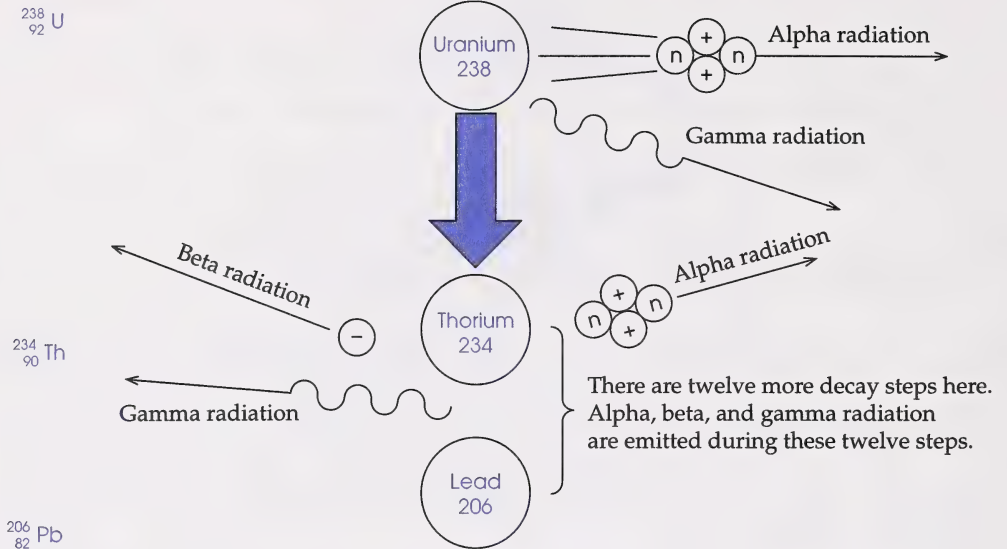 238
92 U
Uranium
238
+
n n
+
Alpha radiation
Gamma radiation
Beta radiation
−
Alpha radiation
+
n n
+
Thorium
234
234
90 Th
Gamma radiation
There are twelve more decay steps here.
Alpha, beta, and gamma radiation
are emitted during these twelve steps.
Lead
206
206
82 Pb